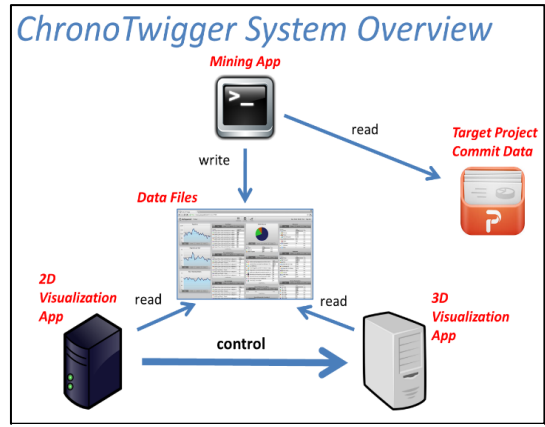 ChronoTwigger System Overview
Mining App
>_
read
Target Project
Commit Data
write
Data Files
P
2D
Visualization
App
read
read
3D
Visualization
App
control